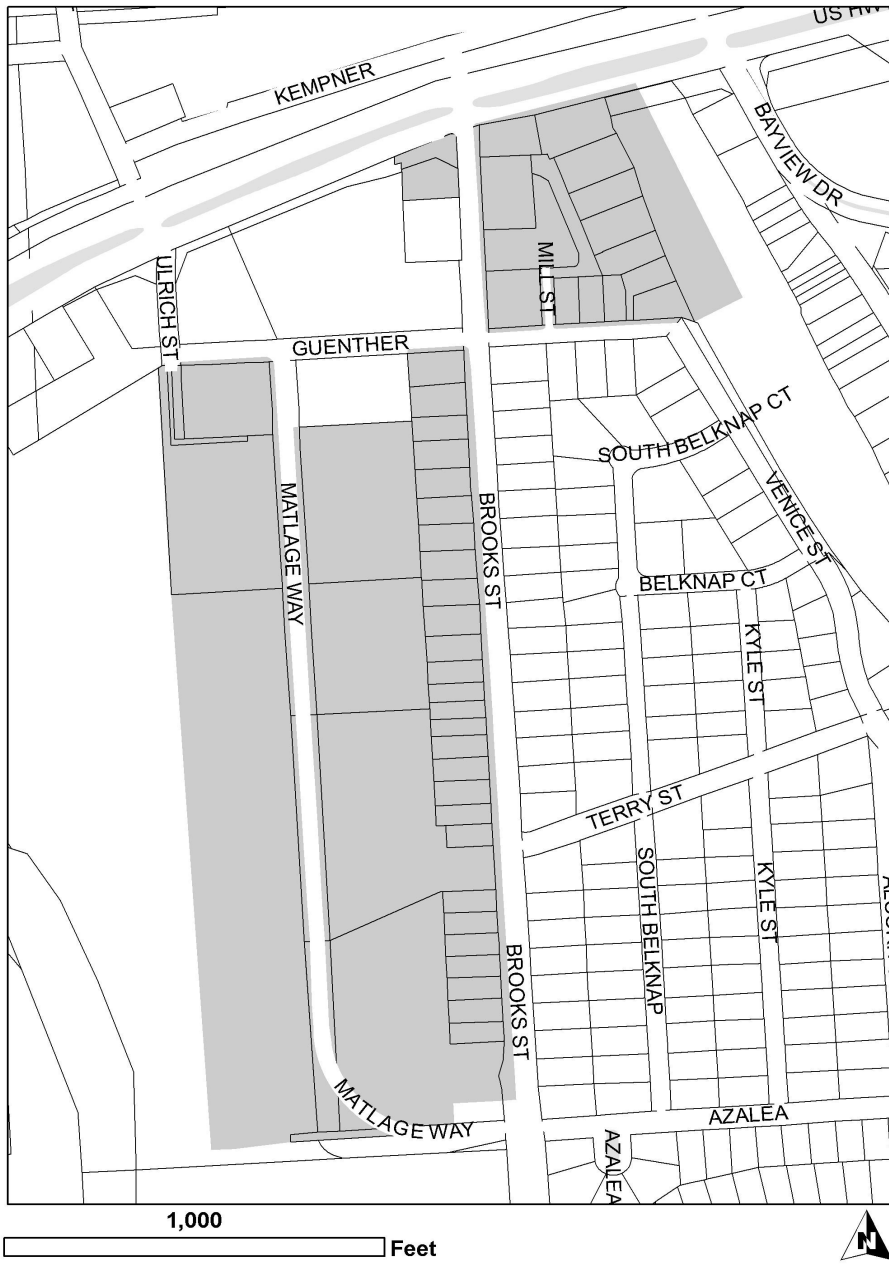 US HW
KEMPNER
BAYVIEW DR
ULRICH ST
MILL ST
GUENTHER
SOUTH BELKNAP CT
MATLAGE WAY
BROOKS ST
VENICE ST
BELKNAP CT
KYLE ST
TERRY ST
SOUTH BELKNAP
KYLE ST
BROOKS ST
MATLAGE WAY
AZALEA
AZALEA
1,000
Feet
N